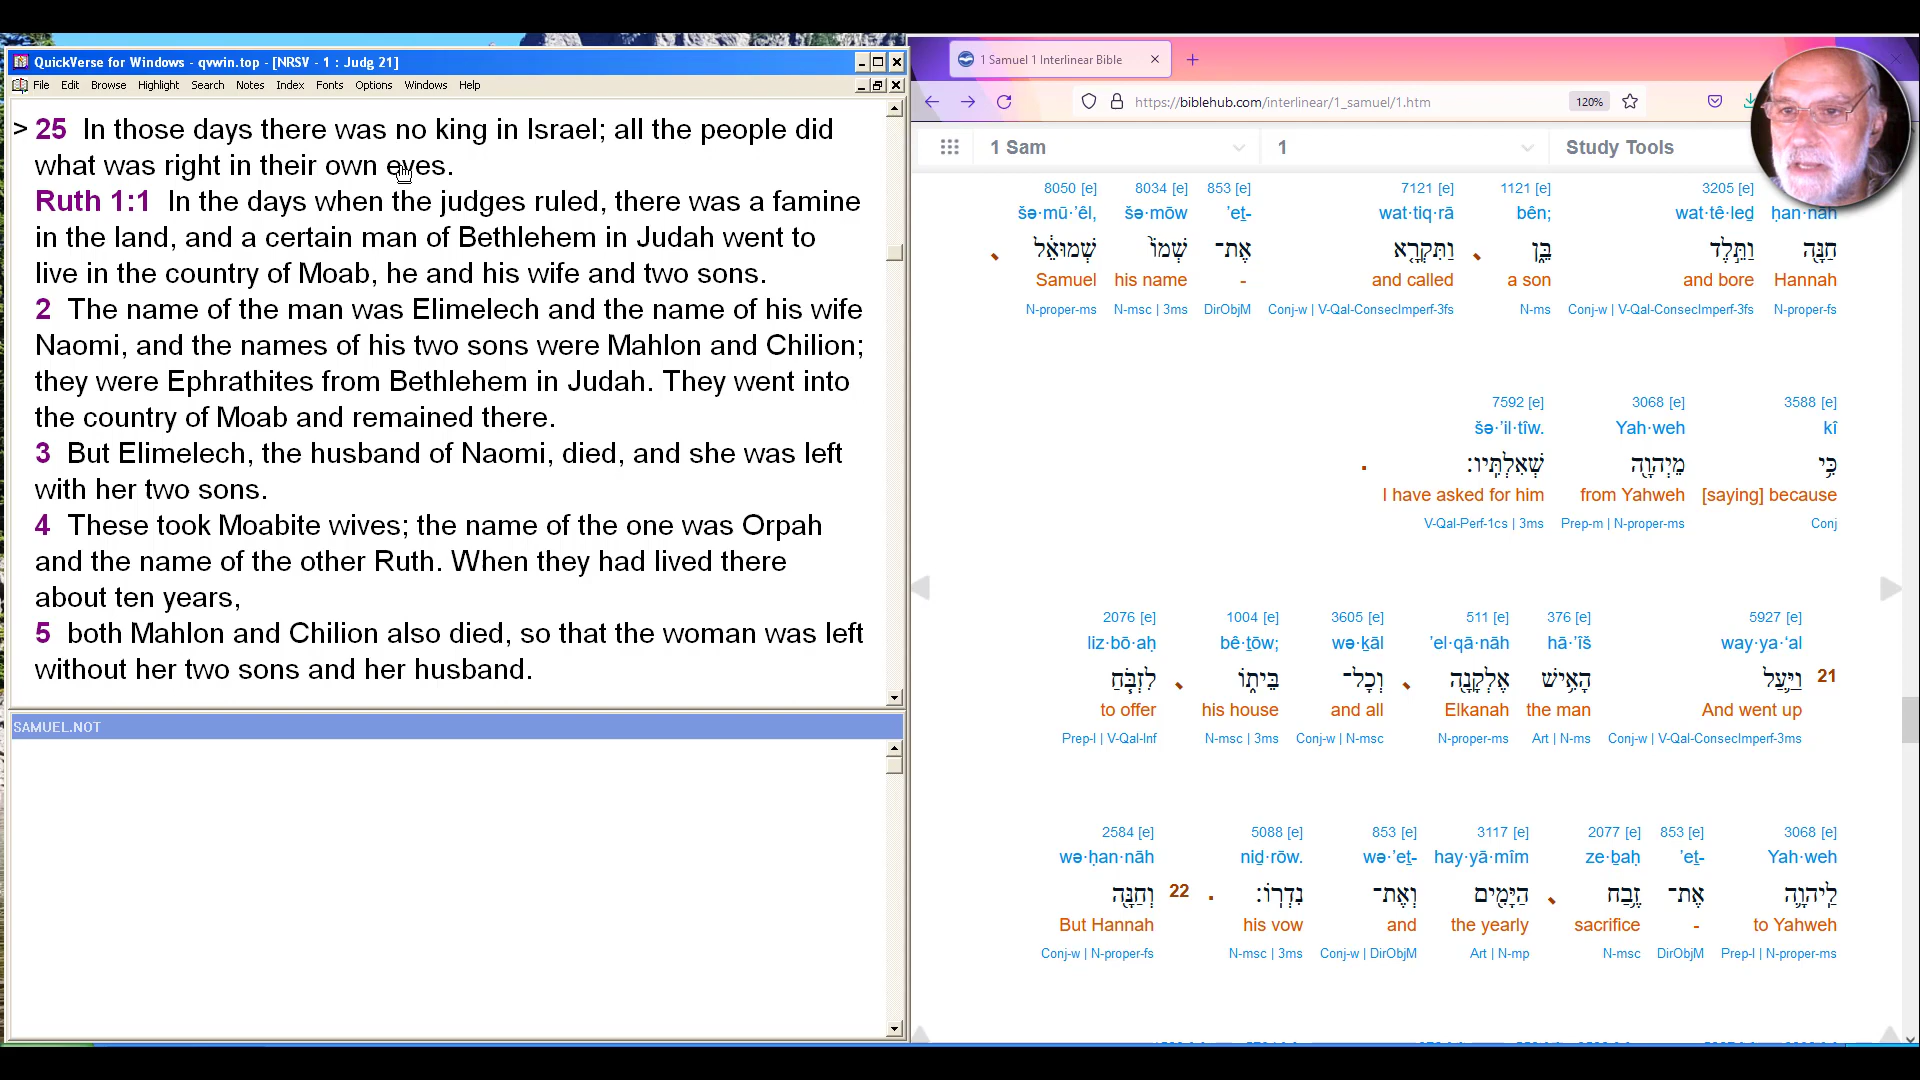 QuickVerse for Windows - qvwin.top - [NRSV - 1 : Judg 21]
File Edit Browse Highlight Search Notes Index Fonts Options Windows Help
> 25 In those days there was no king in Israel; all the people did
what was right in their own eyes.
Ruth 1:1 In the days when the judges ruled, there was a famine
in the land, and a certain man of Bethlehem in Judah went to
live in the country of Moab, he and his wife and two sons.
2 The name of the man was Elimelech and the name of his wife
Naomi, and the names of his two sons were Mahlon and Chilion;
they were Ephrathites from Bethlehem in Judah. They went into
the country of Moab and remained there.
3 But Elimelech, the husband of Naomi, died, and she was left
with her two sons.
4 These took Moabite wives; the name of the one was Orpah
and the name of the other Ruth. When they had lived there
about ten years,
5 both Mahlon and Chilion also died, so that the woman was left
without her two sons and her husband.
SAMUEL.NOT
1 Samuel 1 Interlinear Bible
https://biblehub.com/interlinear/1_samuel/1.htm 120%
1 Sam 1 Study Tools
8050 [e] 8034 [e] 853 [e] 7121 [e] 1121 [e] 3205 [e]
šə·mū·’êl, šə·mōw ’eṯ- wat·tiq·rā bên; wat·tê·leḏ ḥan·nāh
שְׁמוּאֵ֔ל שְׁמוֹ֙ אֶת־ וַתִּקְרָ֤א בֵּ֑ן וַתֵּ֣לֶד חַנָּ֖ה
Samuel his name - and called a son and bore Hannah
N-proper-ms N-msc | 3ms DirObjM Conj-w | V-Qal-ConsecImperf-3fs N-ms Conj-w | V-Qal-ConsecImperf-3fs N-proper-fs
7592 [e] 3068 [e] 3588 [e]
šə·’il·tîw. Yah·weh kî
שְׁאִלְתִּֽיו׃ מֵיְהוָ֖ה כִּ֥י
I have asked for him from Yahweh [saying] because
V-Qal-Perf-1cs | 3ms Prep-m | N-proper-ms Conj
2076 [e] 1004 [e] 3605 [e] 511 [e] 376 [e] 5927 [e]
liz·bō·aḥ bê·ṯōw; wə·ḵāl ’el·qā·nāh hā·’îš way·ya·‘al
לִזְבֹּ֧חַ בֵּית֑וֹ וְכָל־ אֶלְקָנָ֖ה הָאִ֥ישׁ וַיַּ֛עַל 21
to offer his house and all Elkanah the man And went up
Prep-l | V-Qal-Inf N-msc | 3ms Conj-w | N-msc N-proper-ms Art | N-ms Conj-w | V-Qal-ConsecImperf-3ms
2584 [e] 5088 [e] 853 [e] 3117 [e] 2077 [e] 853 [e] 3068 [e]
wə·ḥan·nāh niḏ·rōw. wə·’eṯ- hay·yā·mîm ze·ḇaḥ ’eṯ- Yah·weh
וְחַנָּ֖ה 22 נִדְרֽוֹ׃ וְאֶת־ הַיָּמִ֖ים זֶ֥בַח אֶת־ לַֽיהוָ֛ה
But Hannah his vow and the yearly sacrifice - to Yahweh
Conj-w | N-proper-fs N-msc | 3ms Conj-w | DirObjM Art | N-mp N-msc DirObjM Prep-l | N-proper-ms